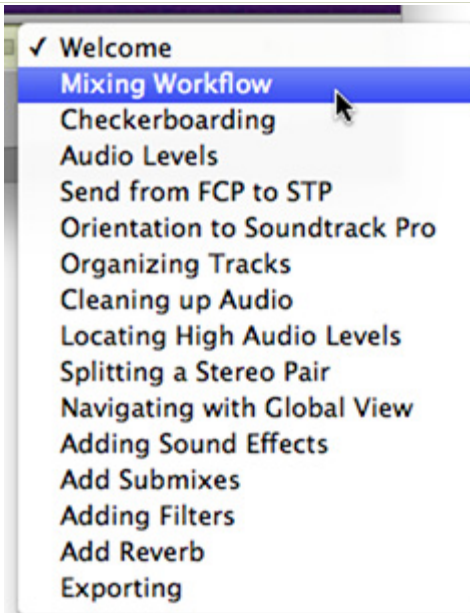 ✓ Welcome
Mixing Workflow
Checkerboarding
Audio Levels
Send from FCP to STP
Orientation to Soundtrack Pro
Organizing Tracks
Cleaning up Audio
Locating High Audio Levels
Splitting a Stereo Pair
Navigating with Global View
Adding Sound Effects
Add Submixes
Adding Filters
Add Reverb
Exporting